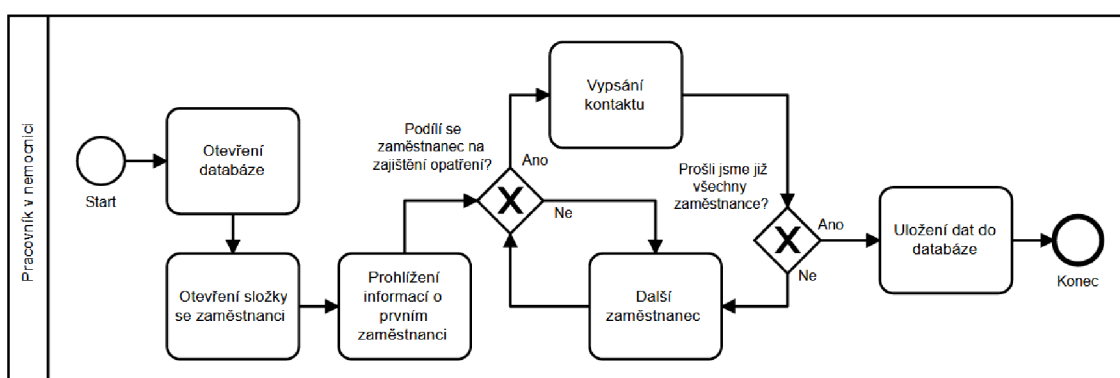 Pracovník v nemocnici
Start
Otevření
databáze
Otevření složky
se zaměstnanci
Prohlížení
informací o
prvním
zaměstnanci
Podílí se
zaměstnanec na
zajištění opatření?
Ano
Ne
Vypsání
kontaktu
Další
zaměstnanec
Prošli jsme již
všechny
zaměstnance?
Ano
Ne
Uložení dat do
databáze
Konec